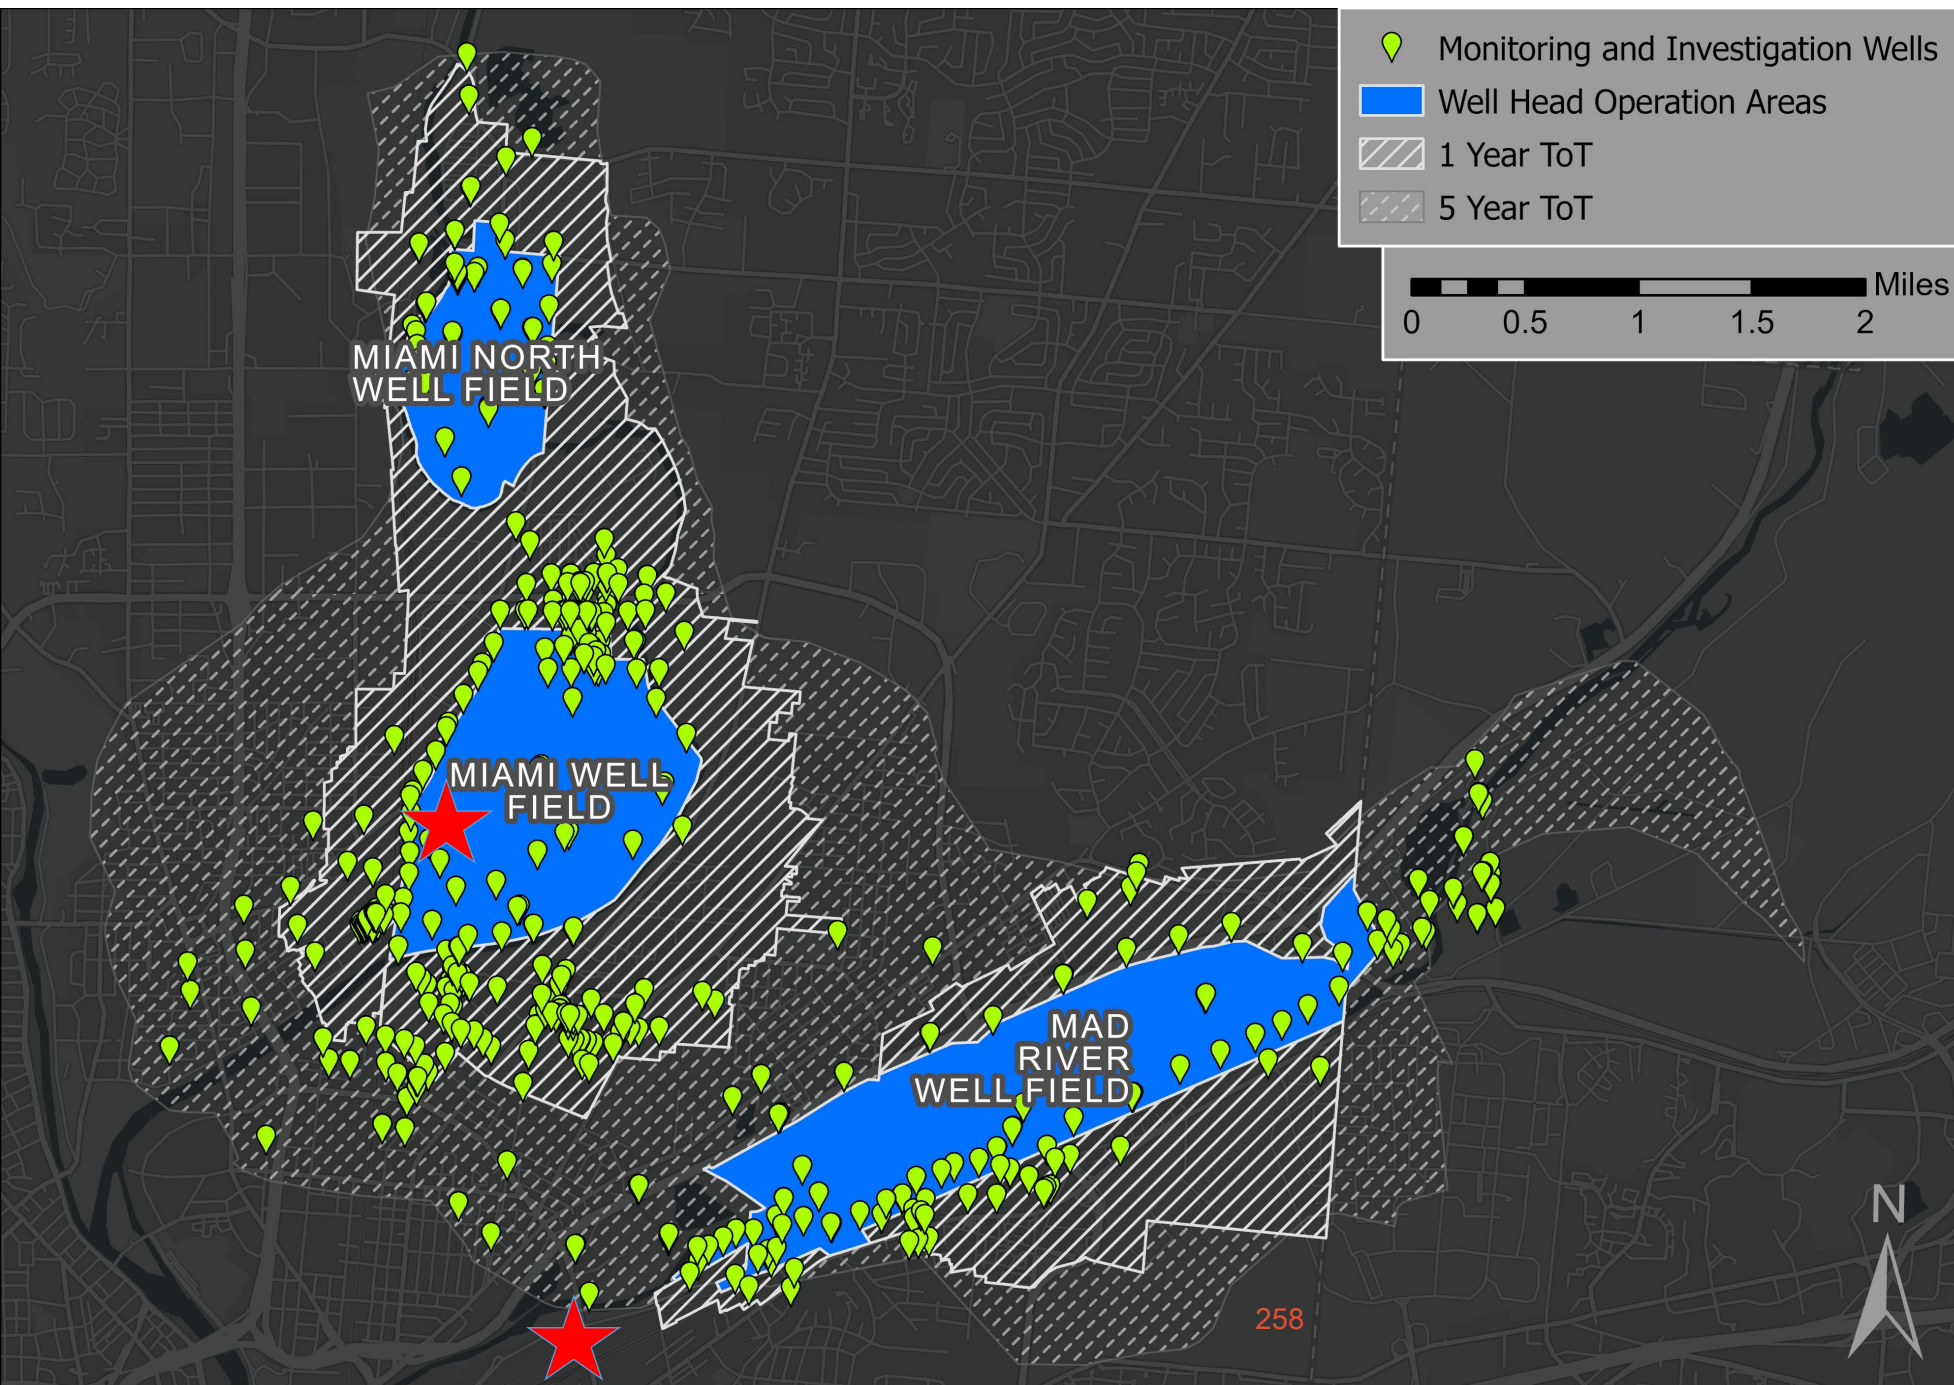 Monitoring and Investigation Wells
Well Head Operation Areas
1 Year ToT
5 Year ToT
Miles
0 0.5 1 1.5 2
MIAMI NORTH
WELL FIELD
MIAMI WELL
FIELD
MAD
RIVER
WELL FIELD
258
N